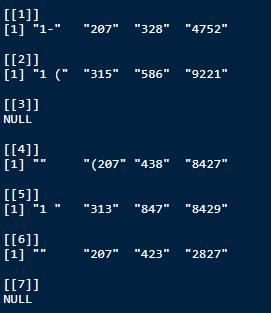 [[1]]
[1] "1-"   "207"  "328"  "4752"
[[2]]
[1] "1 ("  "315"  "586"  "9221"
[[3]]
NULL
[[4]]
[1] ""     "(207" "438"  "8427"
[[5]]
[1] "1 "   "313"  "847"  "8429"
[[6]]
[1] ""     "207"  "423"  "2827"
[[7]]
NULL